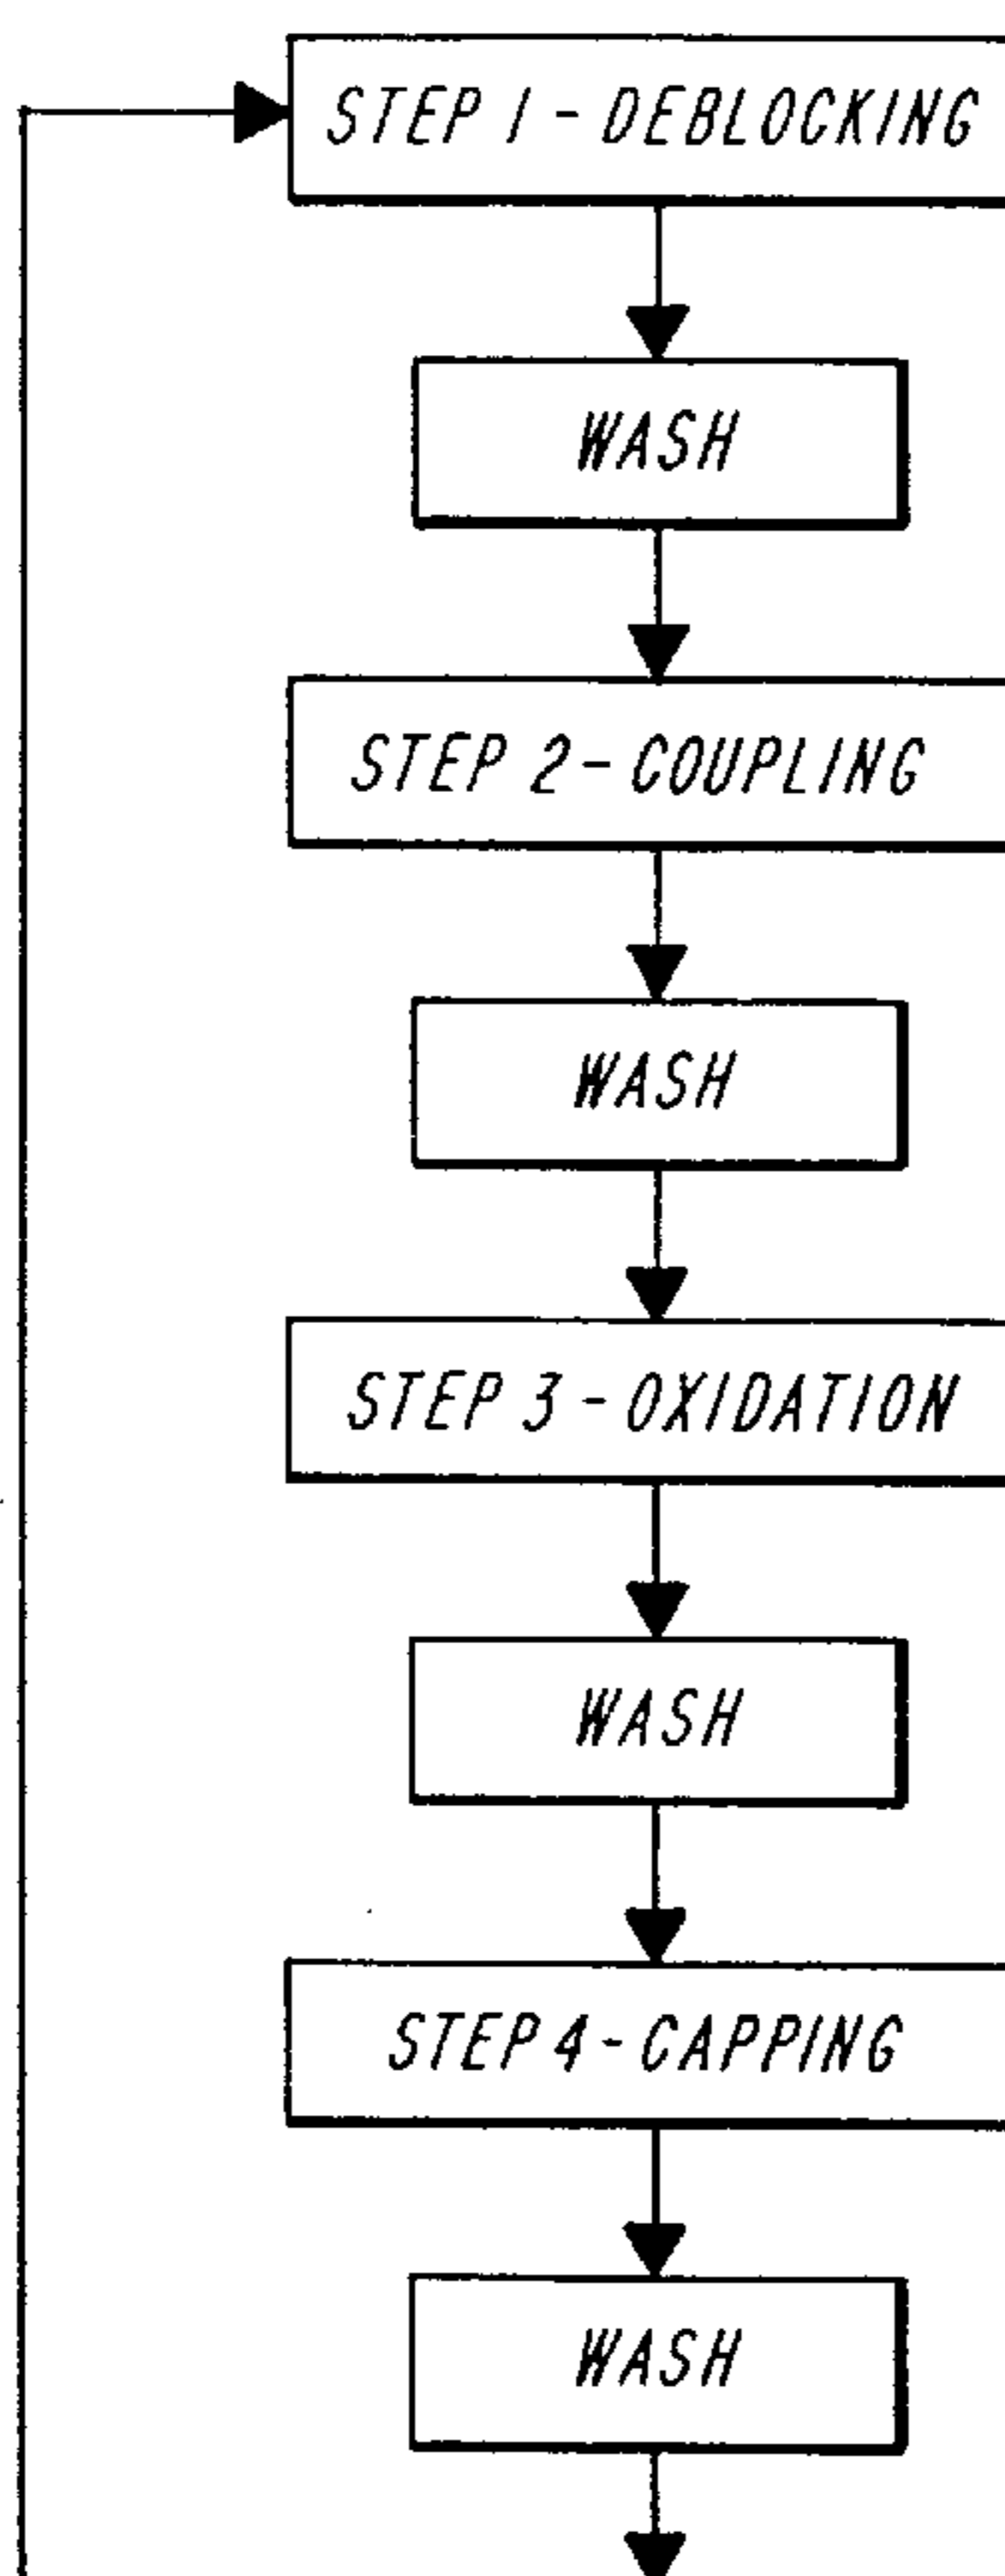 STEP 1 - DEBLOCKING
WASH
STEP 2 - COUPLING
WASH
STEP 3 - OXIDATION
WASH
STEP 4 - CAPPING
WASH